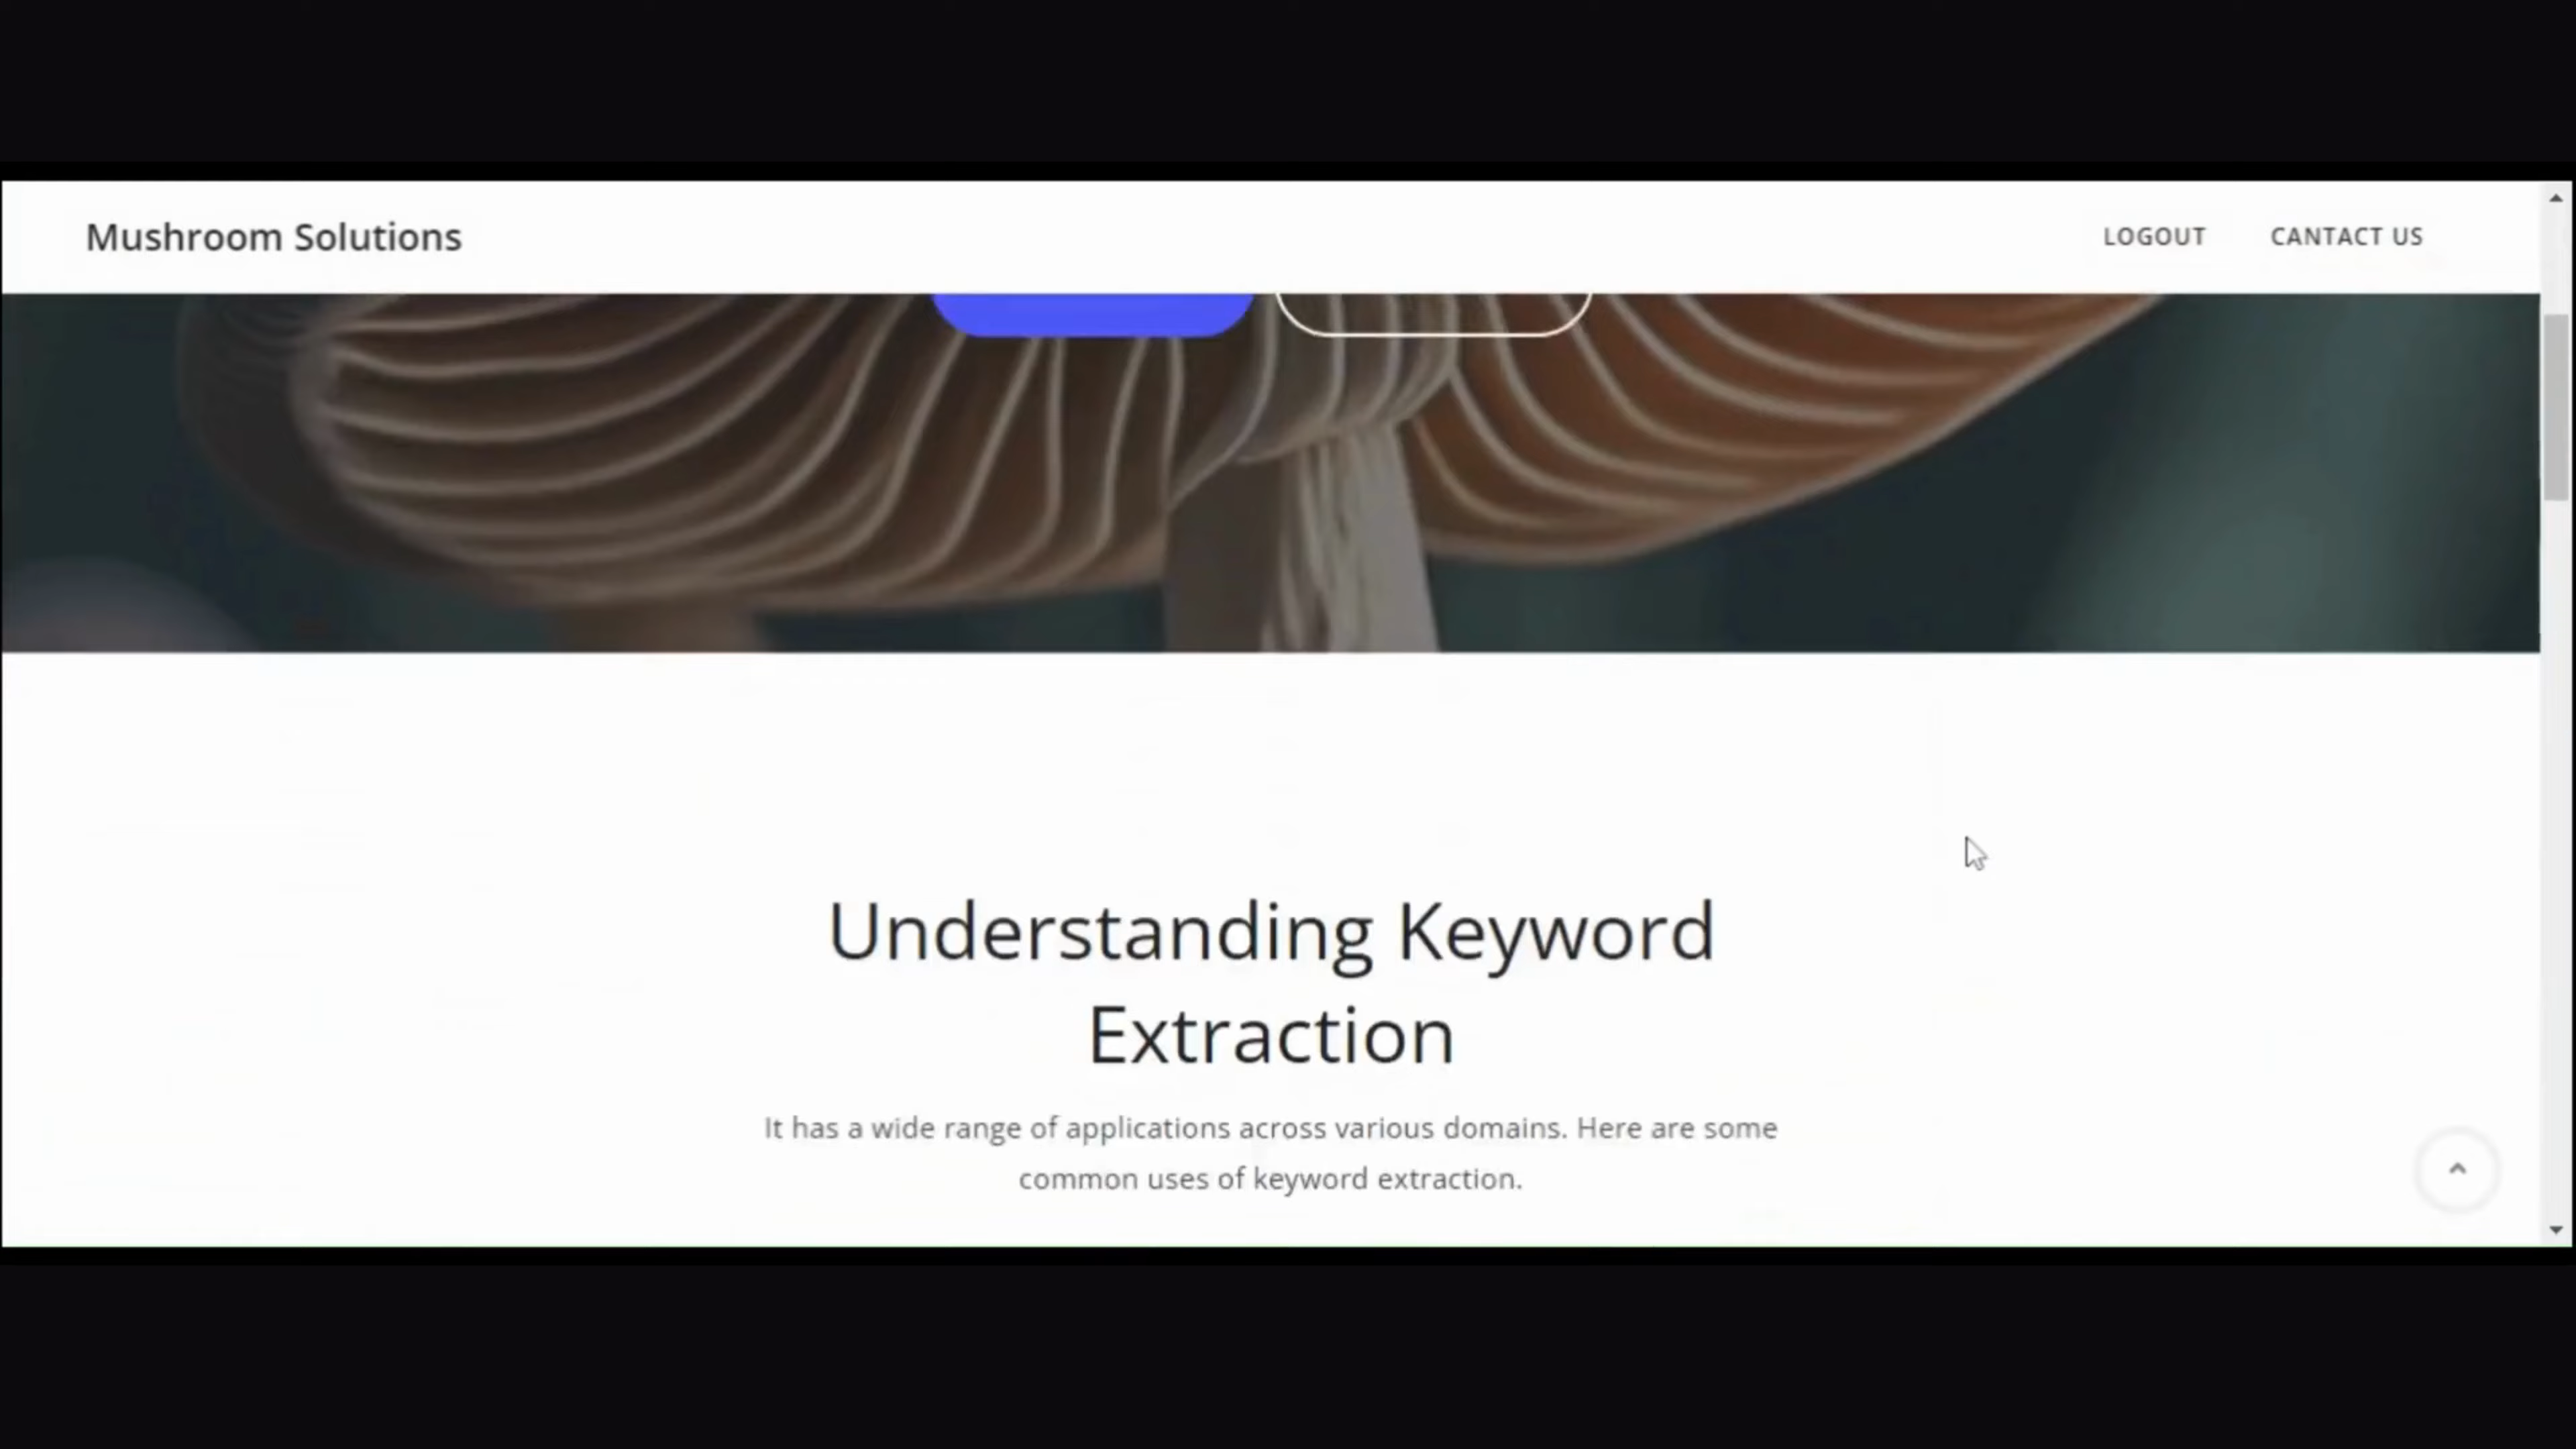 Mushroom Solutions
LOGOUT CANTACT US
Understanding Keyword
Extraction
It has a wide range of applications across various domains. Here are some
common uses of keyword extraction.